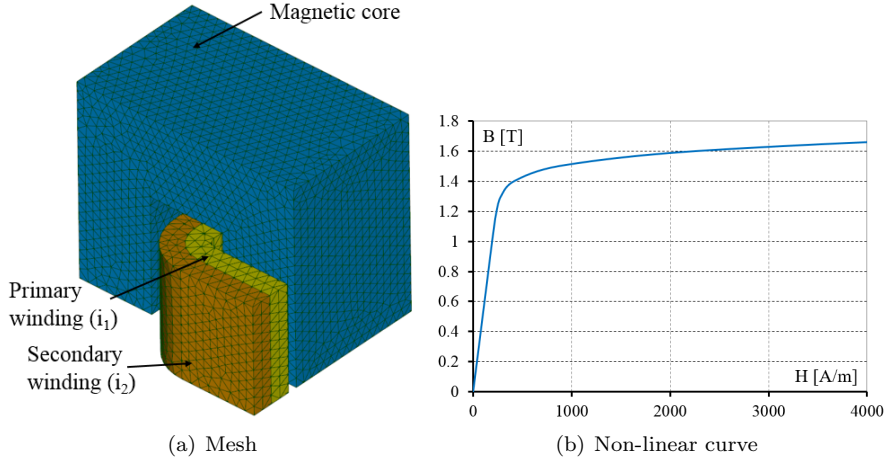 Magnetic core
Primary
winding (i₁)
Secondary
winding (i₂)
(a) Mesh
B [T]
1.8
1.6
1.4
1.2
1
0.8
0.6
0.4
0.2
0
H [A/m]
0 1000 2000 3000 4000
(b) Non-linear curve